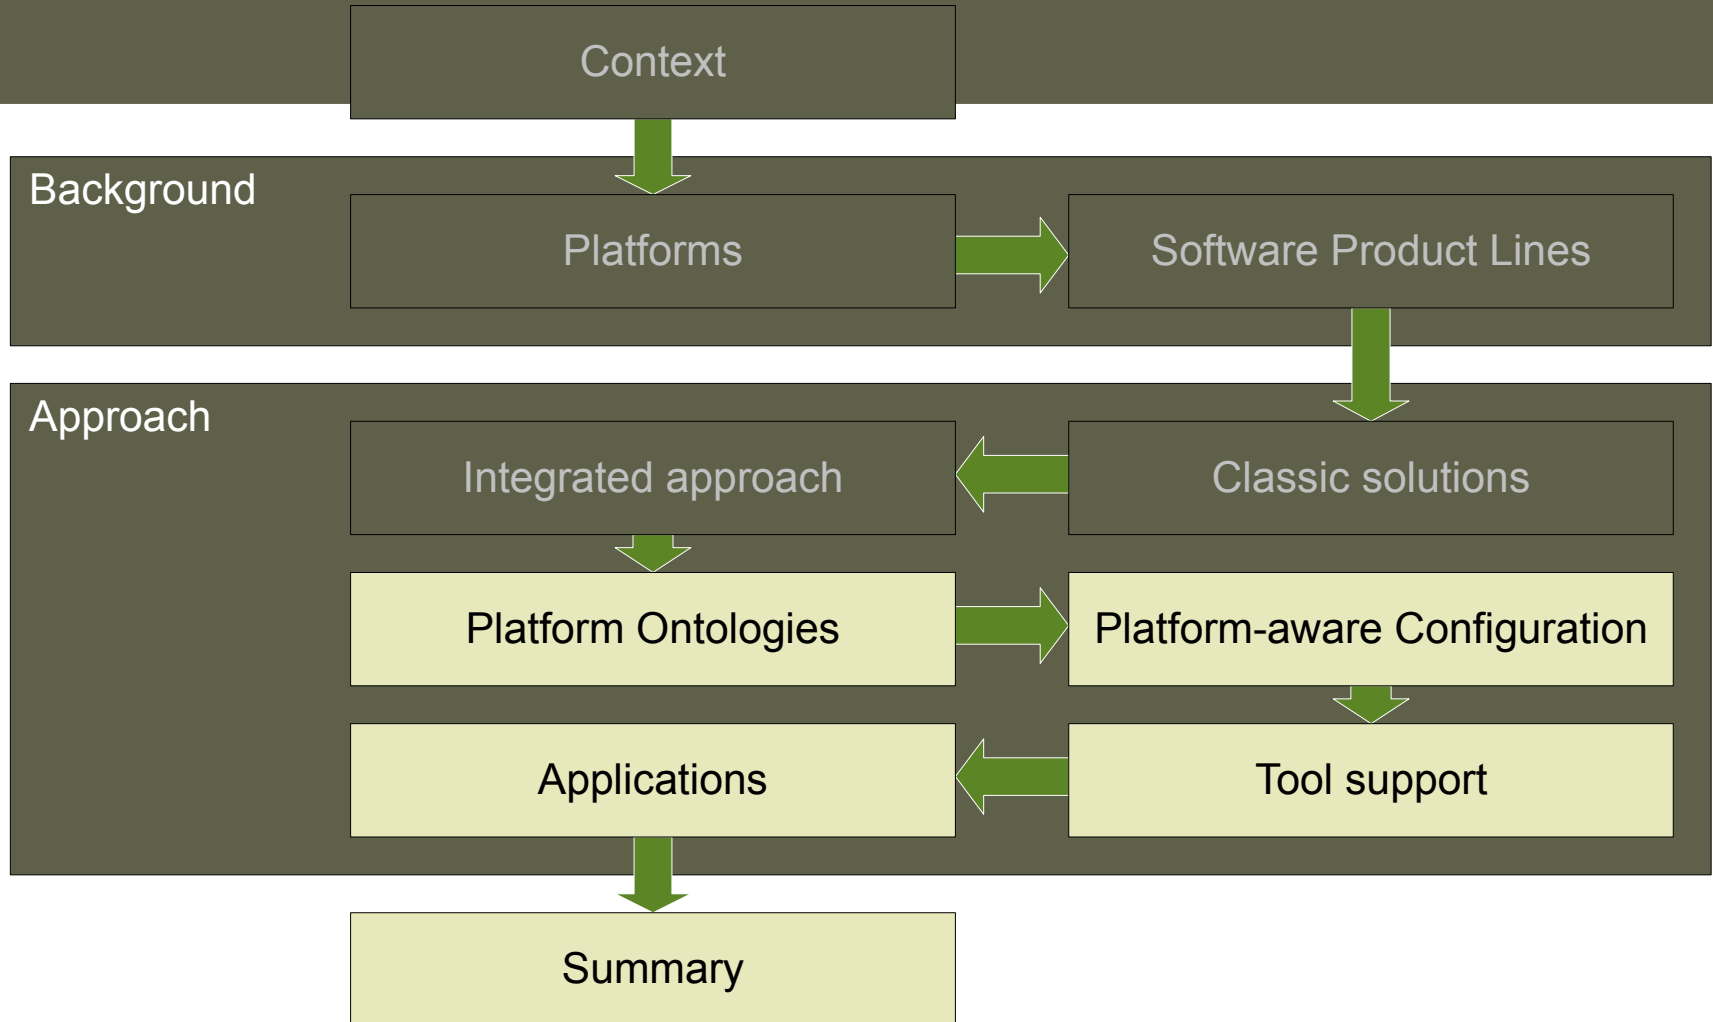 Context
Background
Platforms
Software Product Lines
Approach
Integrated approach
Classic solutions
Platform Ontologies
Platform-aware Configuration
Applications
Tool support
Summary